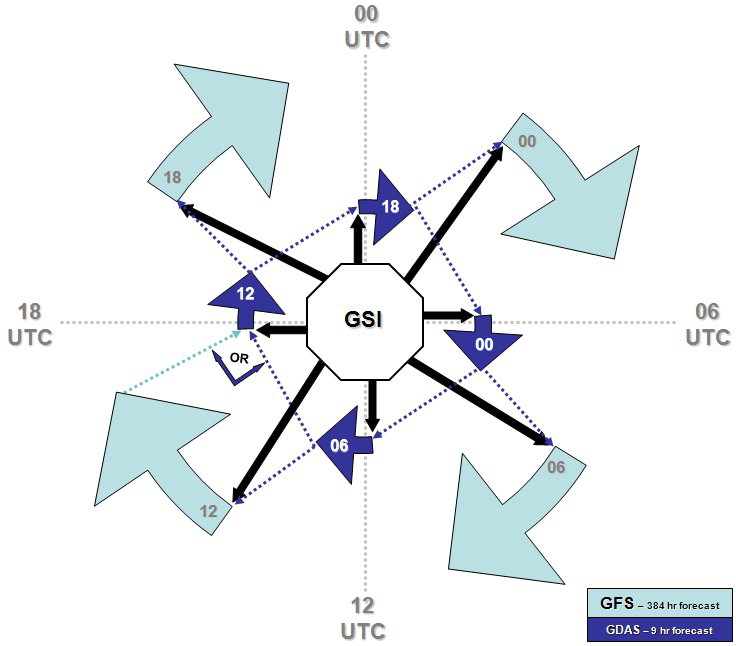 00
UTC
18
00
18
12
GSI
18
UTC
06
UTC
OR
00
06
06
12
12
UTC
GFS – 384 hr forecast
GDAS – 9 hr forecast